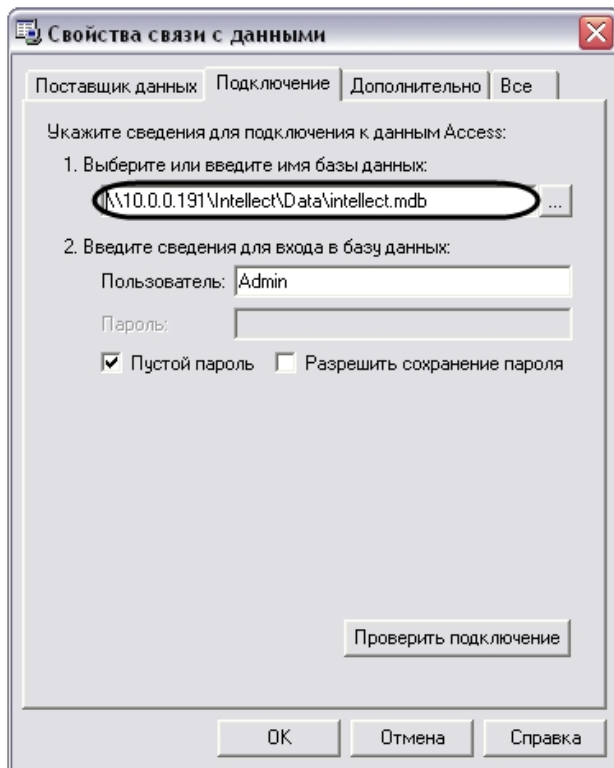 Свойства связи с данными
Поставщик данных Подключение Дополнительно Все
Укажите сведения для подключения к данным Access:
1. Выберите или введите имя базы данных:
\\10.0.0.191\Intellect\Data\intellect.mdb ...
2. Введите сведения для входа в базу данных:
Пользователь: Admin
Пароль:
Пустой пароль Разрешить сохранение пароля
Проверить подключение
OK Отмена Справка